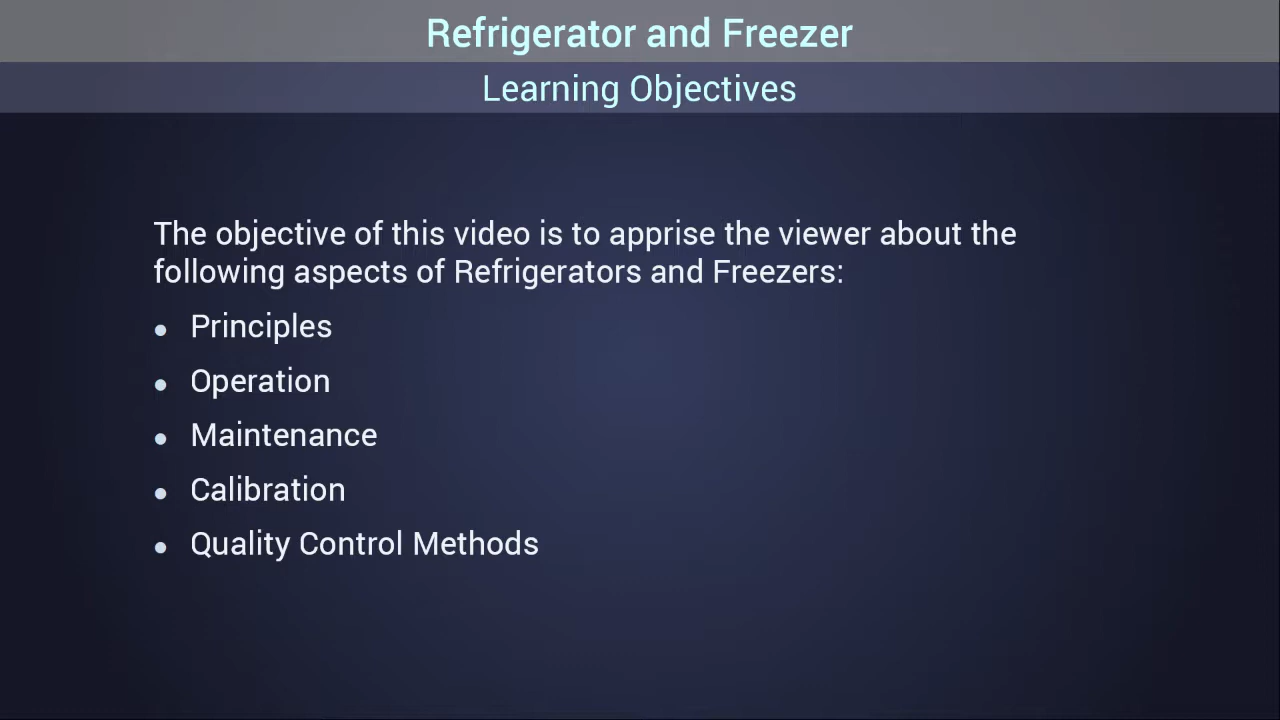 Refrigerator and Freezer
Learning Objectives
The objective of this video is to apprise the viewer about the
following aspects of Refrigerators and Freezers:
• Principles
• Operation
• Maintenance
• Calibration
• Quality Control Methods